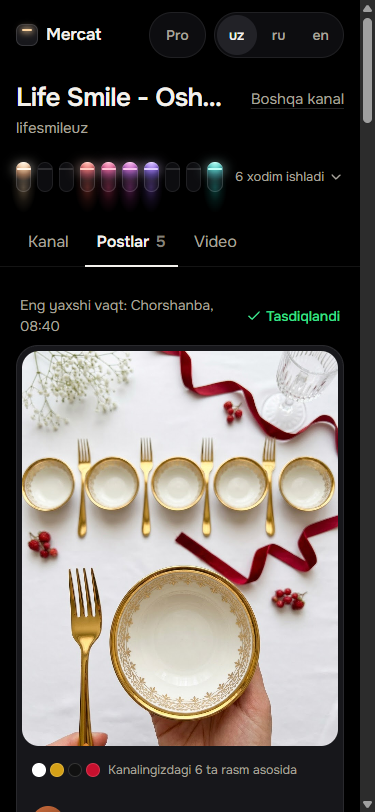 Mercat
Pro
uz
ru
en
Life Smile - Osh...
Boshqa kanal
lifesmileuz
6 xodim ishladi
Kanal
Postlar 5
Video
Eng yaxshi vaqt: Chorshanba,
08:40
Tasdiqlandi
Kanalingizdagi 6 ta rasm asosida